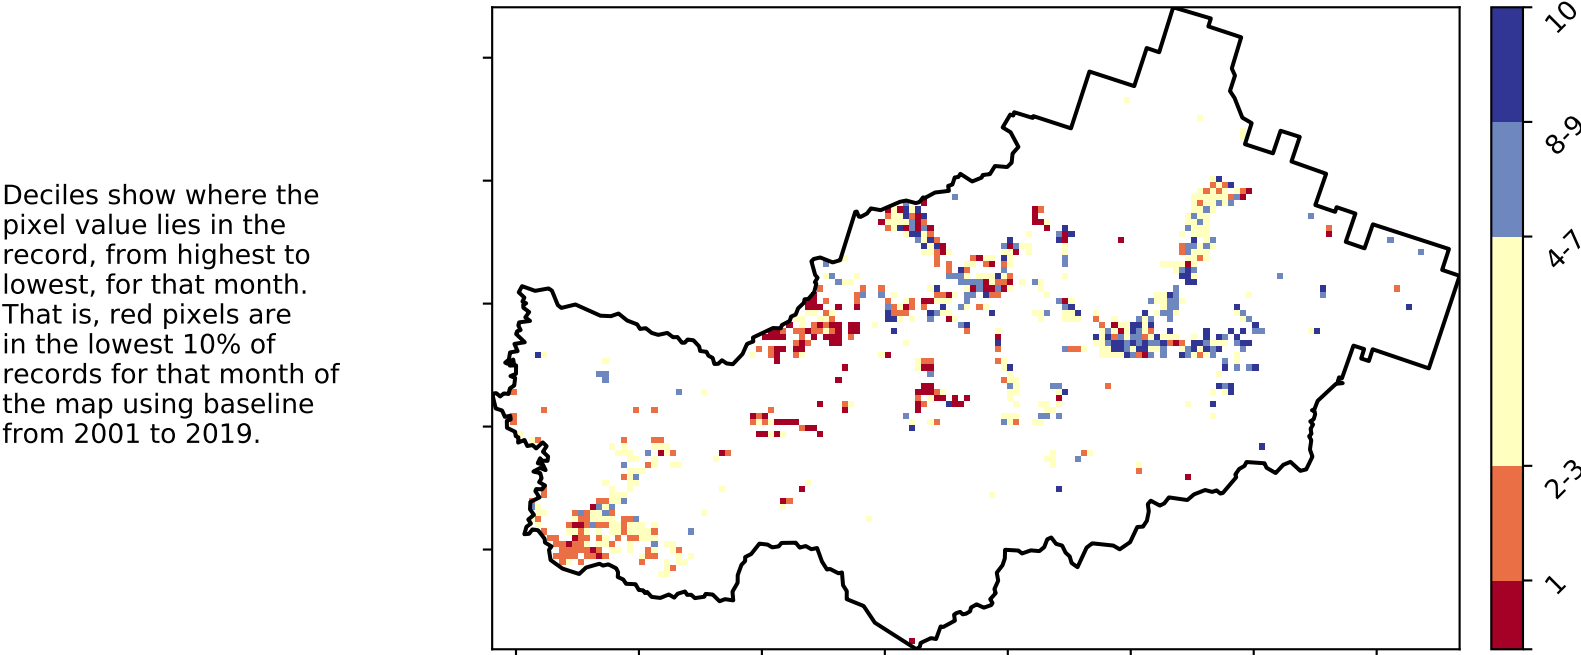 Deciles show where the
pixel value lies in the
record, from highest to
lowest, for that month.
That is, red pixels are
in the lowest 10% of
records for that month of
the map using baseline
from 2001 to 2019.
10
8-9
4-7
2-3
1